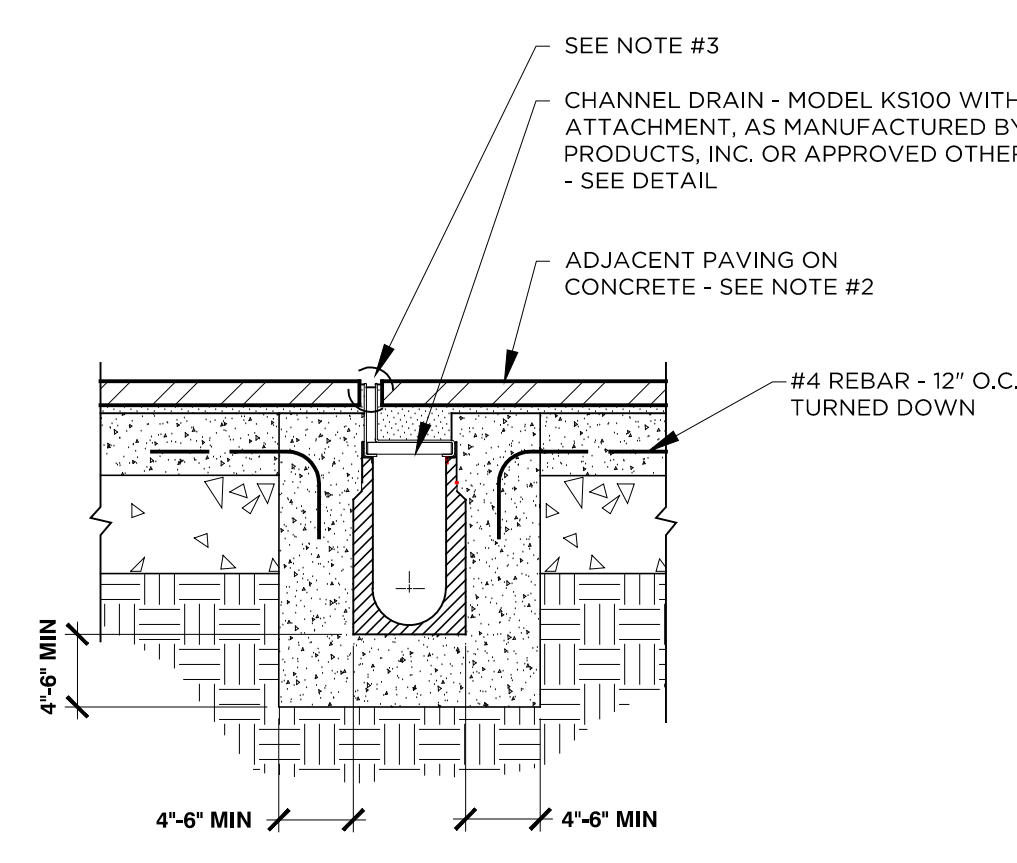 SEE NOTE #3
CHANNEL DRAIN - MODEL KS100 WITH
ATTACHMENT, AS MANUFACTURED BY
PRODUCTS, INC. OR APPROVED OTHER
- SEE DETAIL
ADJACENT PAVING ON
CONCRETE - SEE NOTE #2
#4 REBAR - 12" O.C.
TURNED DOWN
4"-6" MIN
4"-6" MIN
4"-6" MIN